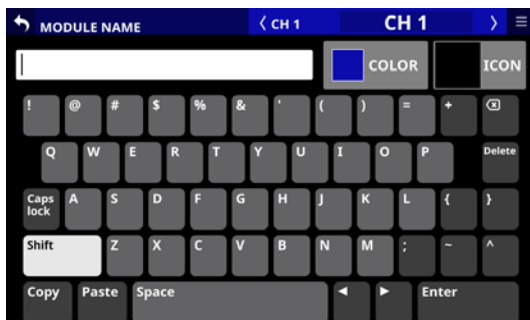 MODULE NAME 〈 CH 1 CH 1 〉
COLOR ICON
! @ # $ % & ' ( ) = +
Q W E R T Y U I O P Delete
Caps lock A S D F G H J K L { }
Shift Z X C V B N M ; ~ ^
Copy Paste Space ◀ ▶ Enter